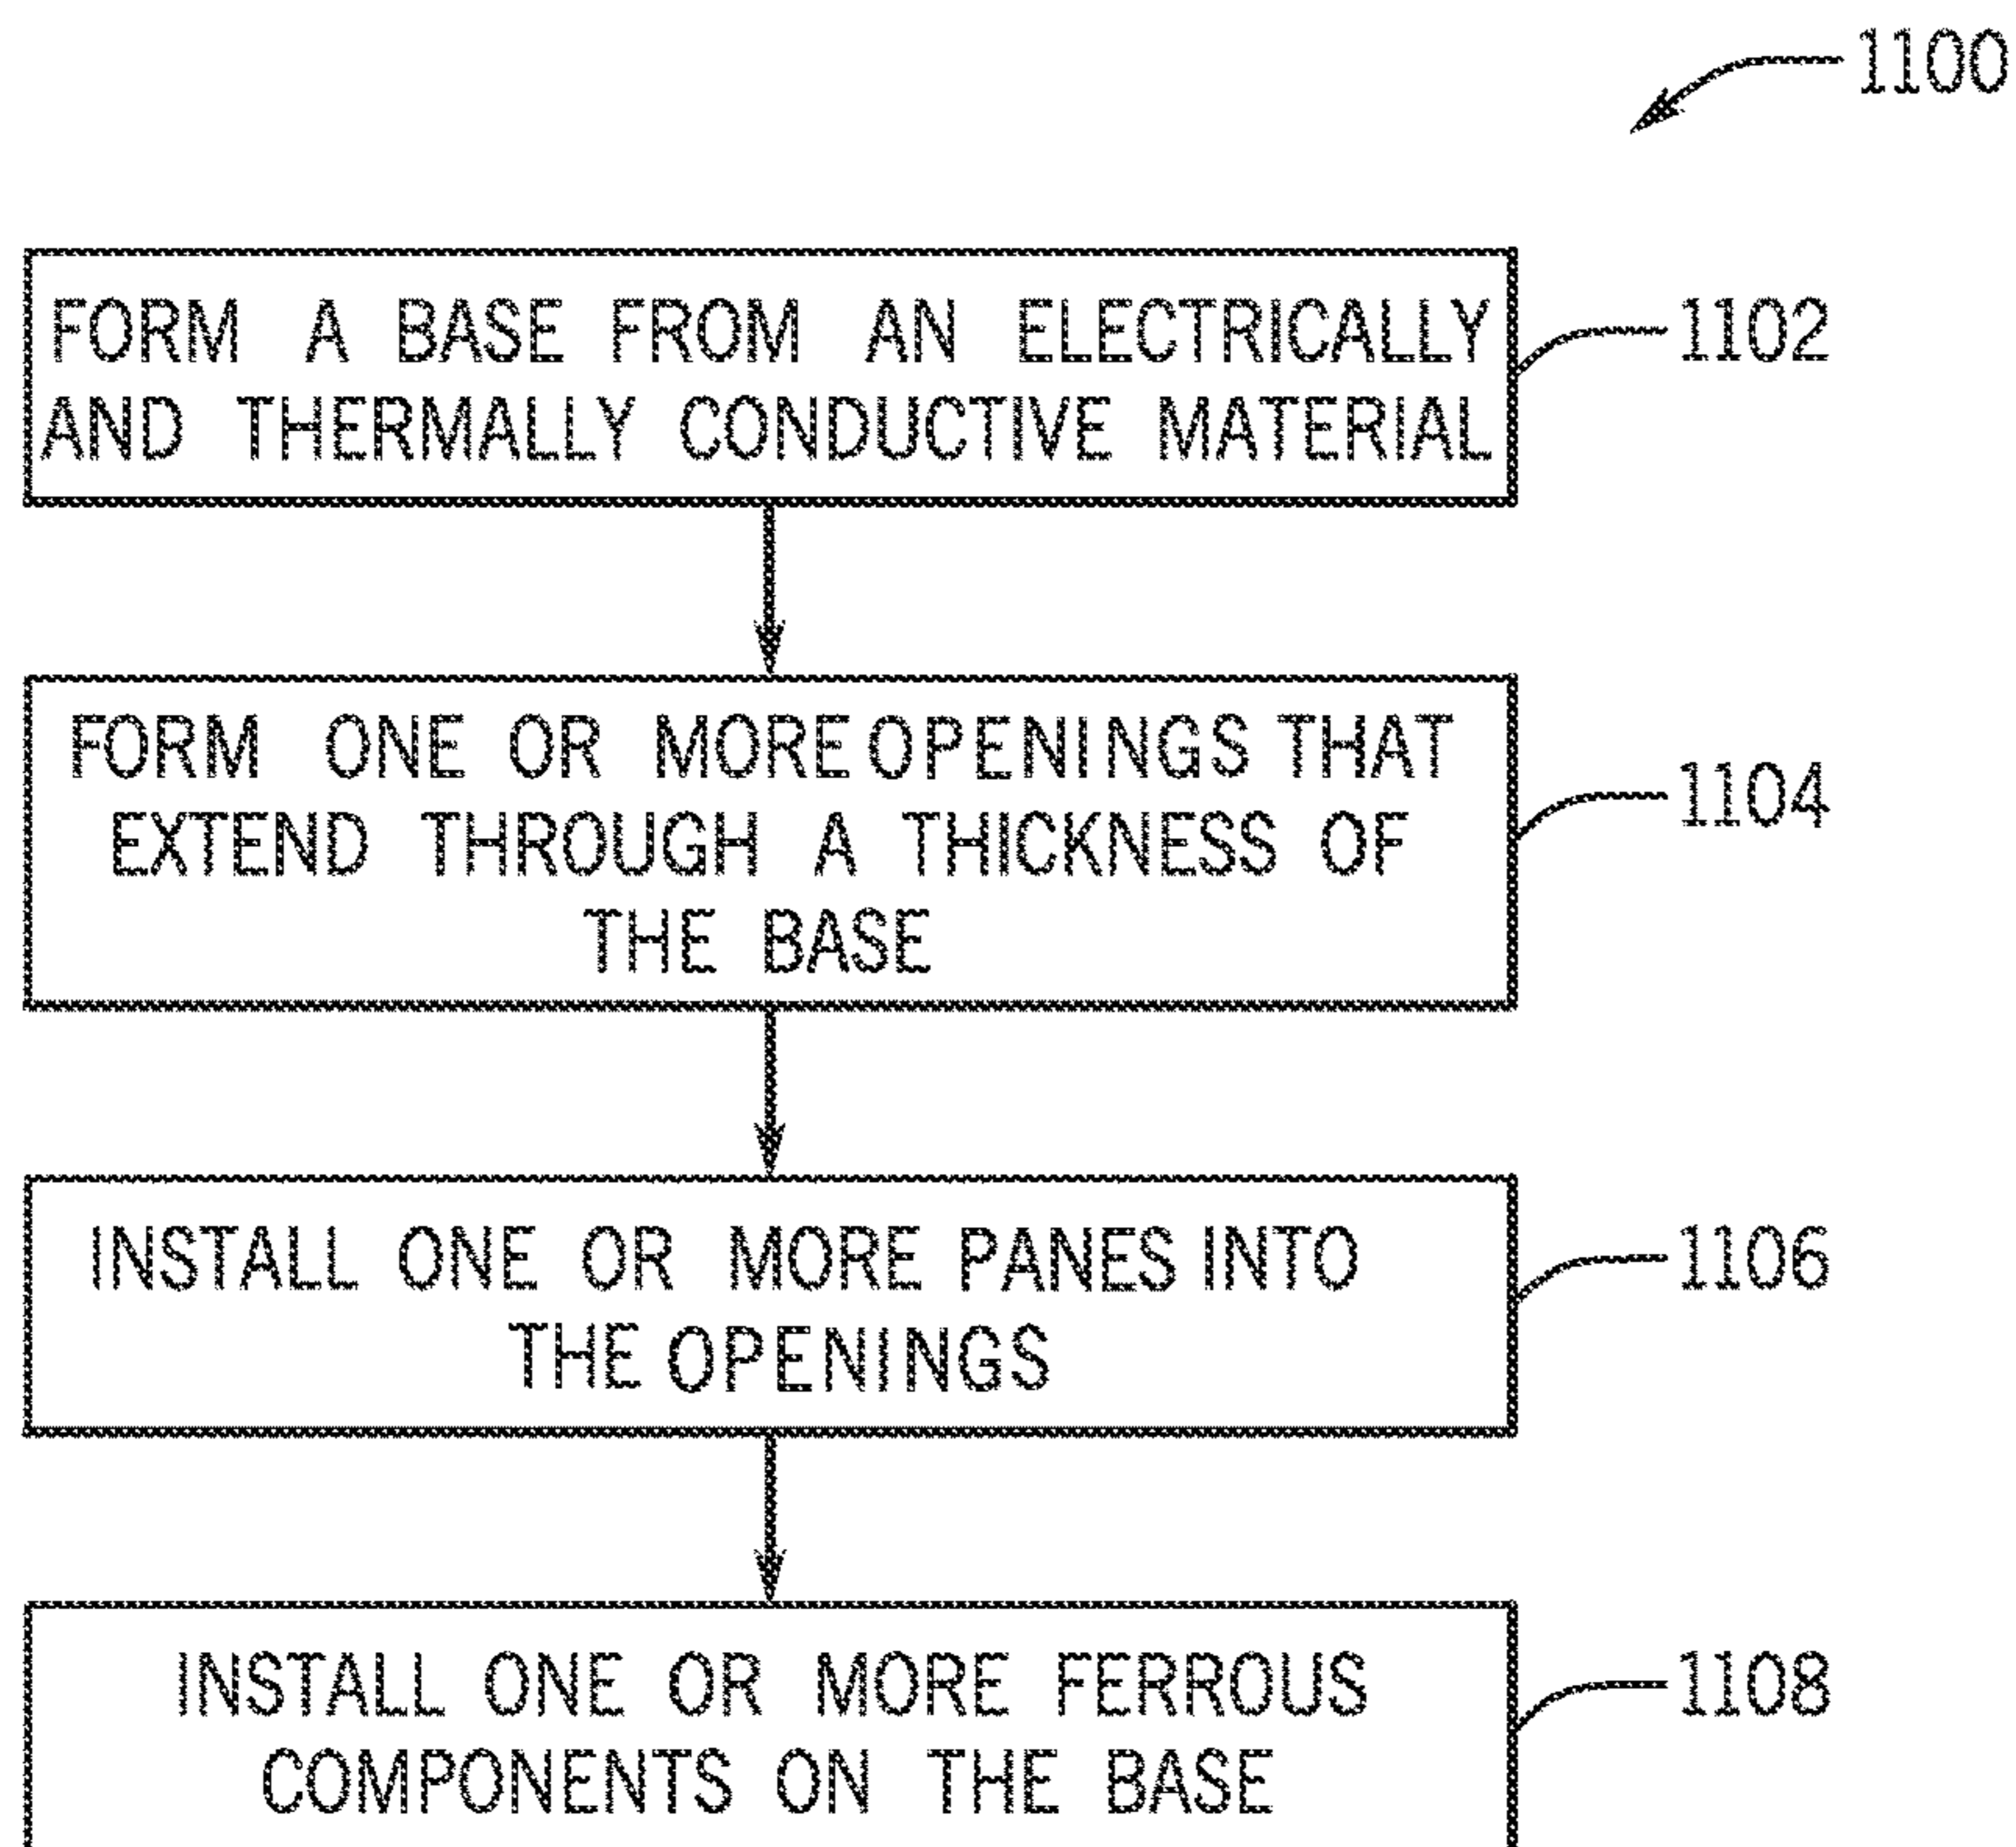 1100
FORM A BASE FROM AN ELECTRICALLY
AND THERMALLY CONDUCTIVE MATERIAL
1102
FORM ONE OR MORE OPENINGS THAT
EXTEND THROUGH A THICKNESS OF
THE BASE
1104
INSTALL ONE OR MORE PANES INTO
THE OPENINGS
1106
INSTALL ONE OR MORE FERROUS
COMPONENTS ON THE BASE
1108